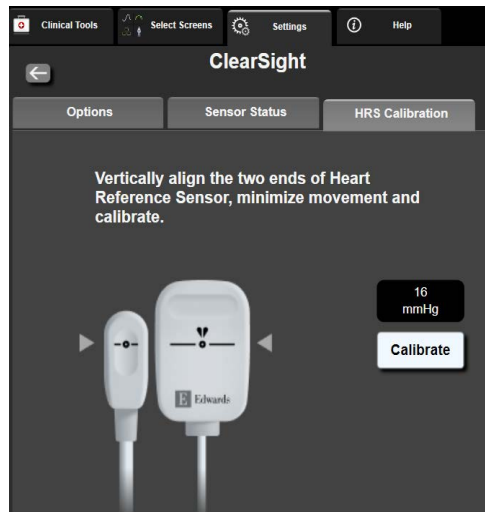 Clinical Tools
Select Screens
Settings
Help
ClearSight
Options
Sensor Status
HRS Calibration
Vertically align the two ends of Heart
Reference Sensor, minimize movement and
calibrate.
16
mmHg
Calibrate
E Edwards